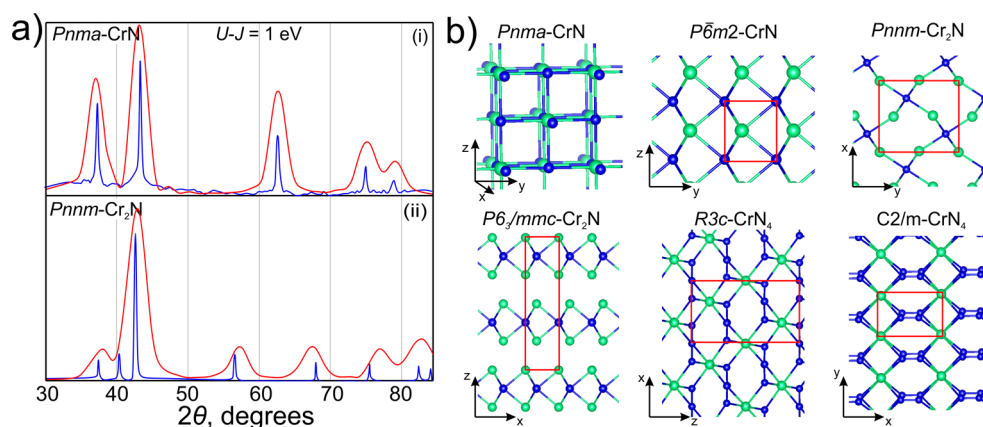 a)
Pnma-CrN
U-J = 1 eV
(i)
Pnnm-Cr₂N
(ii)
30 40 50 60 70 80
2θ, degrees
b)
Pnma-CrN
P6̄m2-CrN
Pnnm-Cr₂N
z
y
x
z
y
x
y
P6₃/mmc-Cr₂N
R3c-CrN₄
C2/m-CrN₄
z
x
x
z
y
x